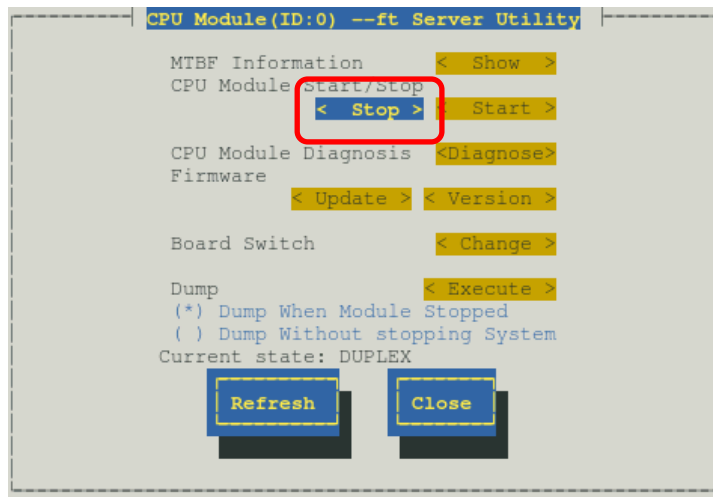 CPU Module(ID:0) --ft Server Utility
MTBF Information < Show >
CPU Module Start/Stop
< Stop > < Start >
CPU Module Diagnosis <Diagnose>
Firmware
< Update > < Version >
Board Switch < Change >
Dump < Execute >
(*) Dump When Module Stopped
( ) Dump Without stopping System
Current state: DUPLEX
Refresh Close